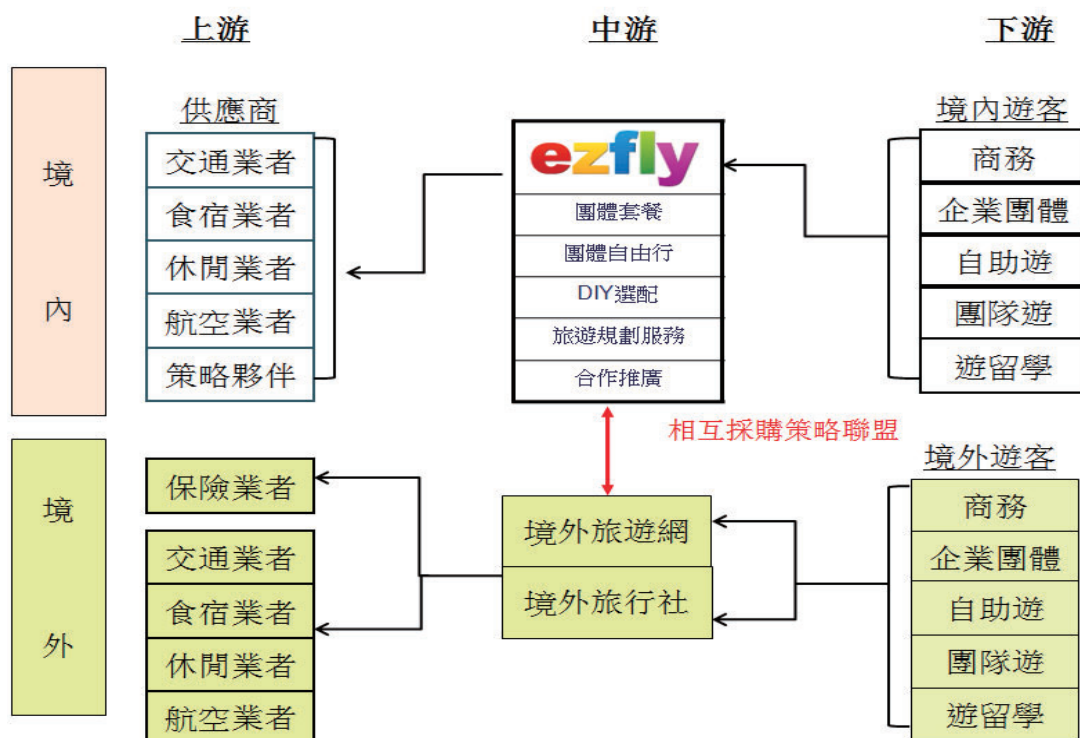 上游
中游
下游
境
內
供應商
交通業者
食宿業者
休閒業者
航空業者
策略夥伴
ezfly
團體套餐
團體自由行
DIY選配
旅遊規劃服務
合作推廣
境內遊客
商務
企業團體
自助遊
團隊遊
遊留學
相互採購策略聯盟
境
外
保險業者
交通業者
食宿業者
休閒業者
航空業者
境外旅遊網
境外旅行社
境外遊客
商務
企業團體
自助遊
團隊遊
遊留學